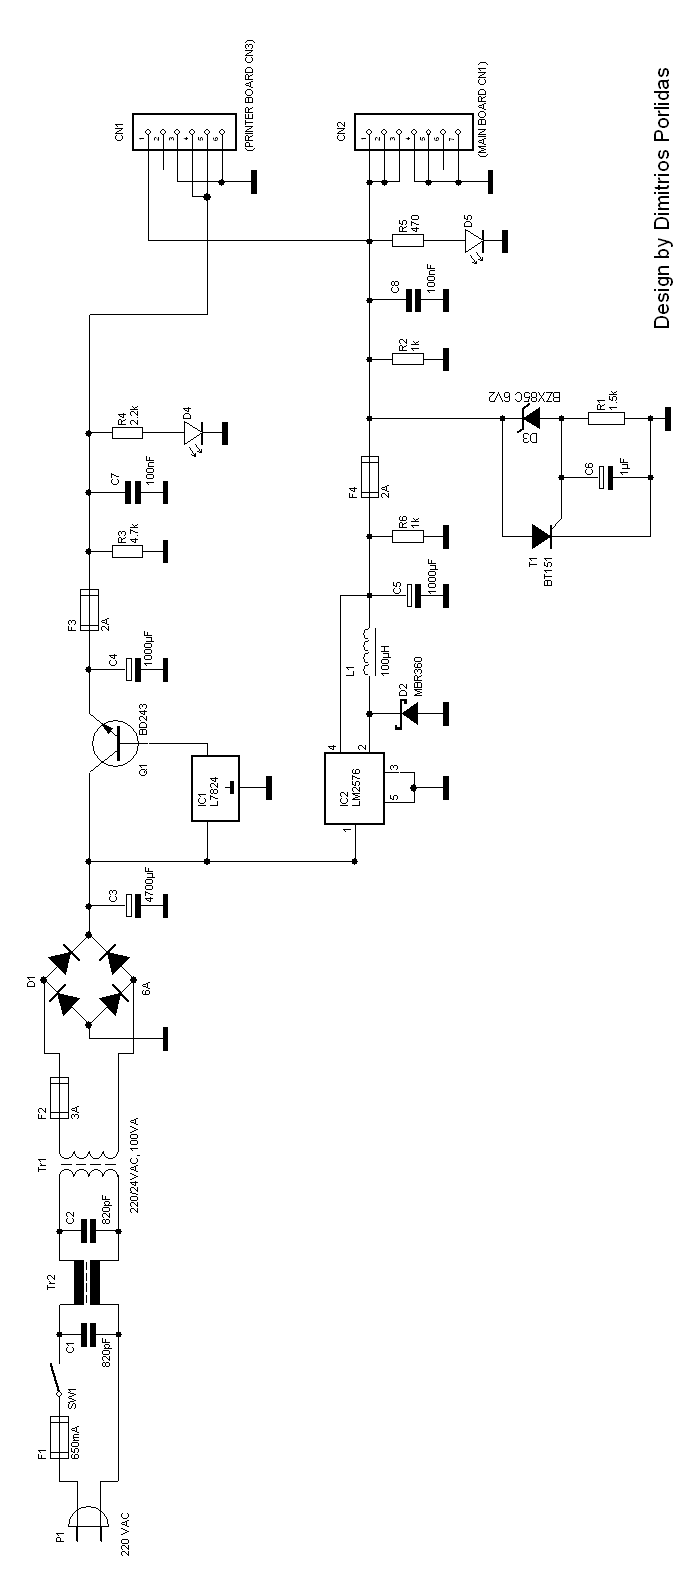 P1
220 VAC
F1
650mA
SW1
C1
820pF
Tr2
C2
820pF
Tr1
220/24VAC, 100VA
F2
3A
D1
6A
C3
4700µF
Q1
BD243
IC1
L7824
C4
1000µF
F3
2A
R3
4.7k
C7
100nF
R4
2.2k
D4
CN1
1
2
3
4
5
6
(PRINTER BOARD CN3)
IC2
LM2576
1
4
2
5
3
D2
MBR360
L1
100µH
C5
1000µF
R6
1k
F4
2A
R2
1k
C8
100nF
R5
470
D5
CN2
1
2
3
4
5
6
7
(MAIN BOARD CN1)
T1
BT151
C6
1µF
D3
BZX85C 6V2
R1
1.5k
Design by Dimitrios Porlidas